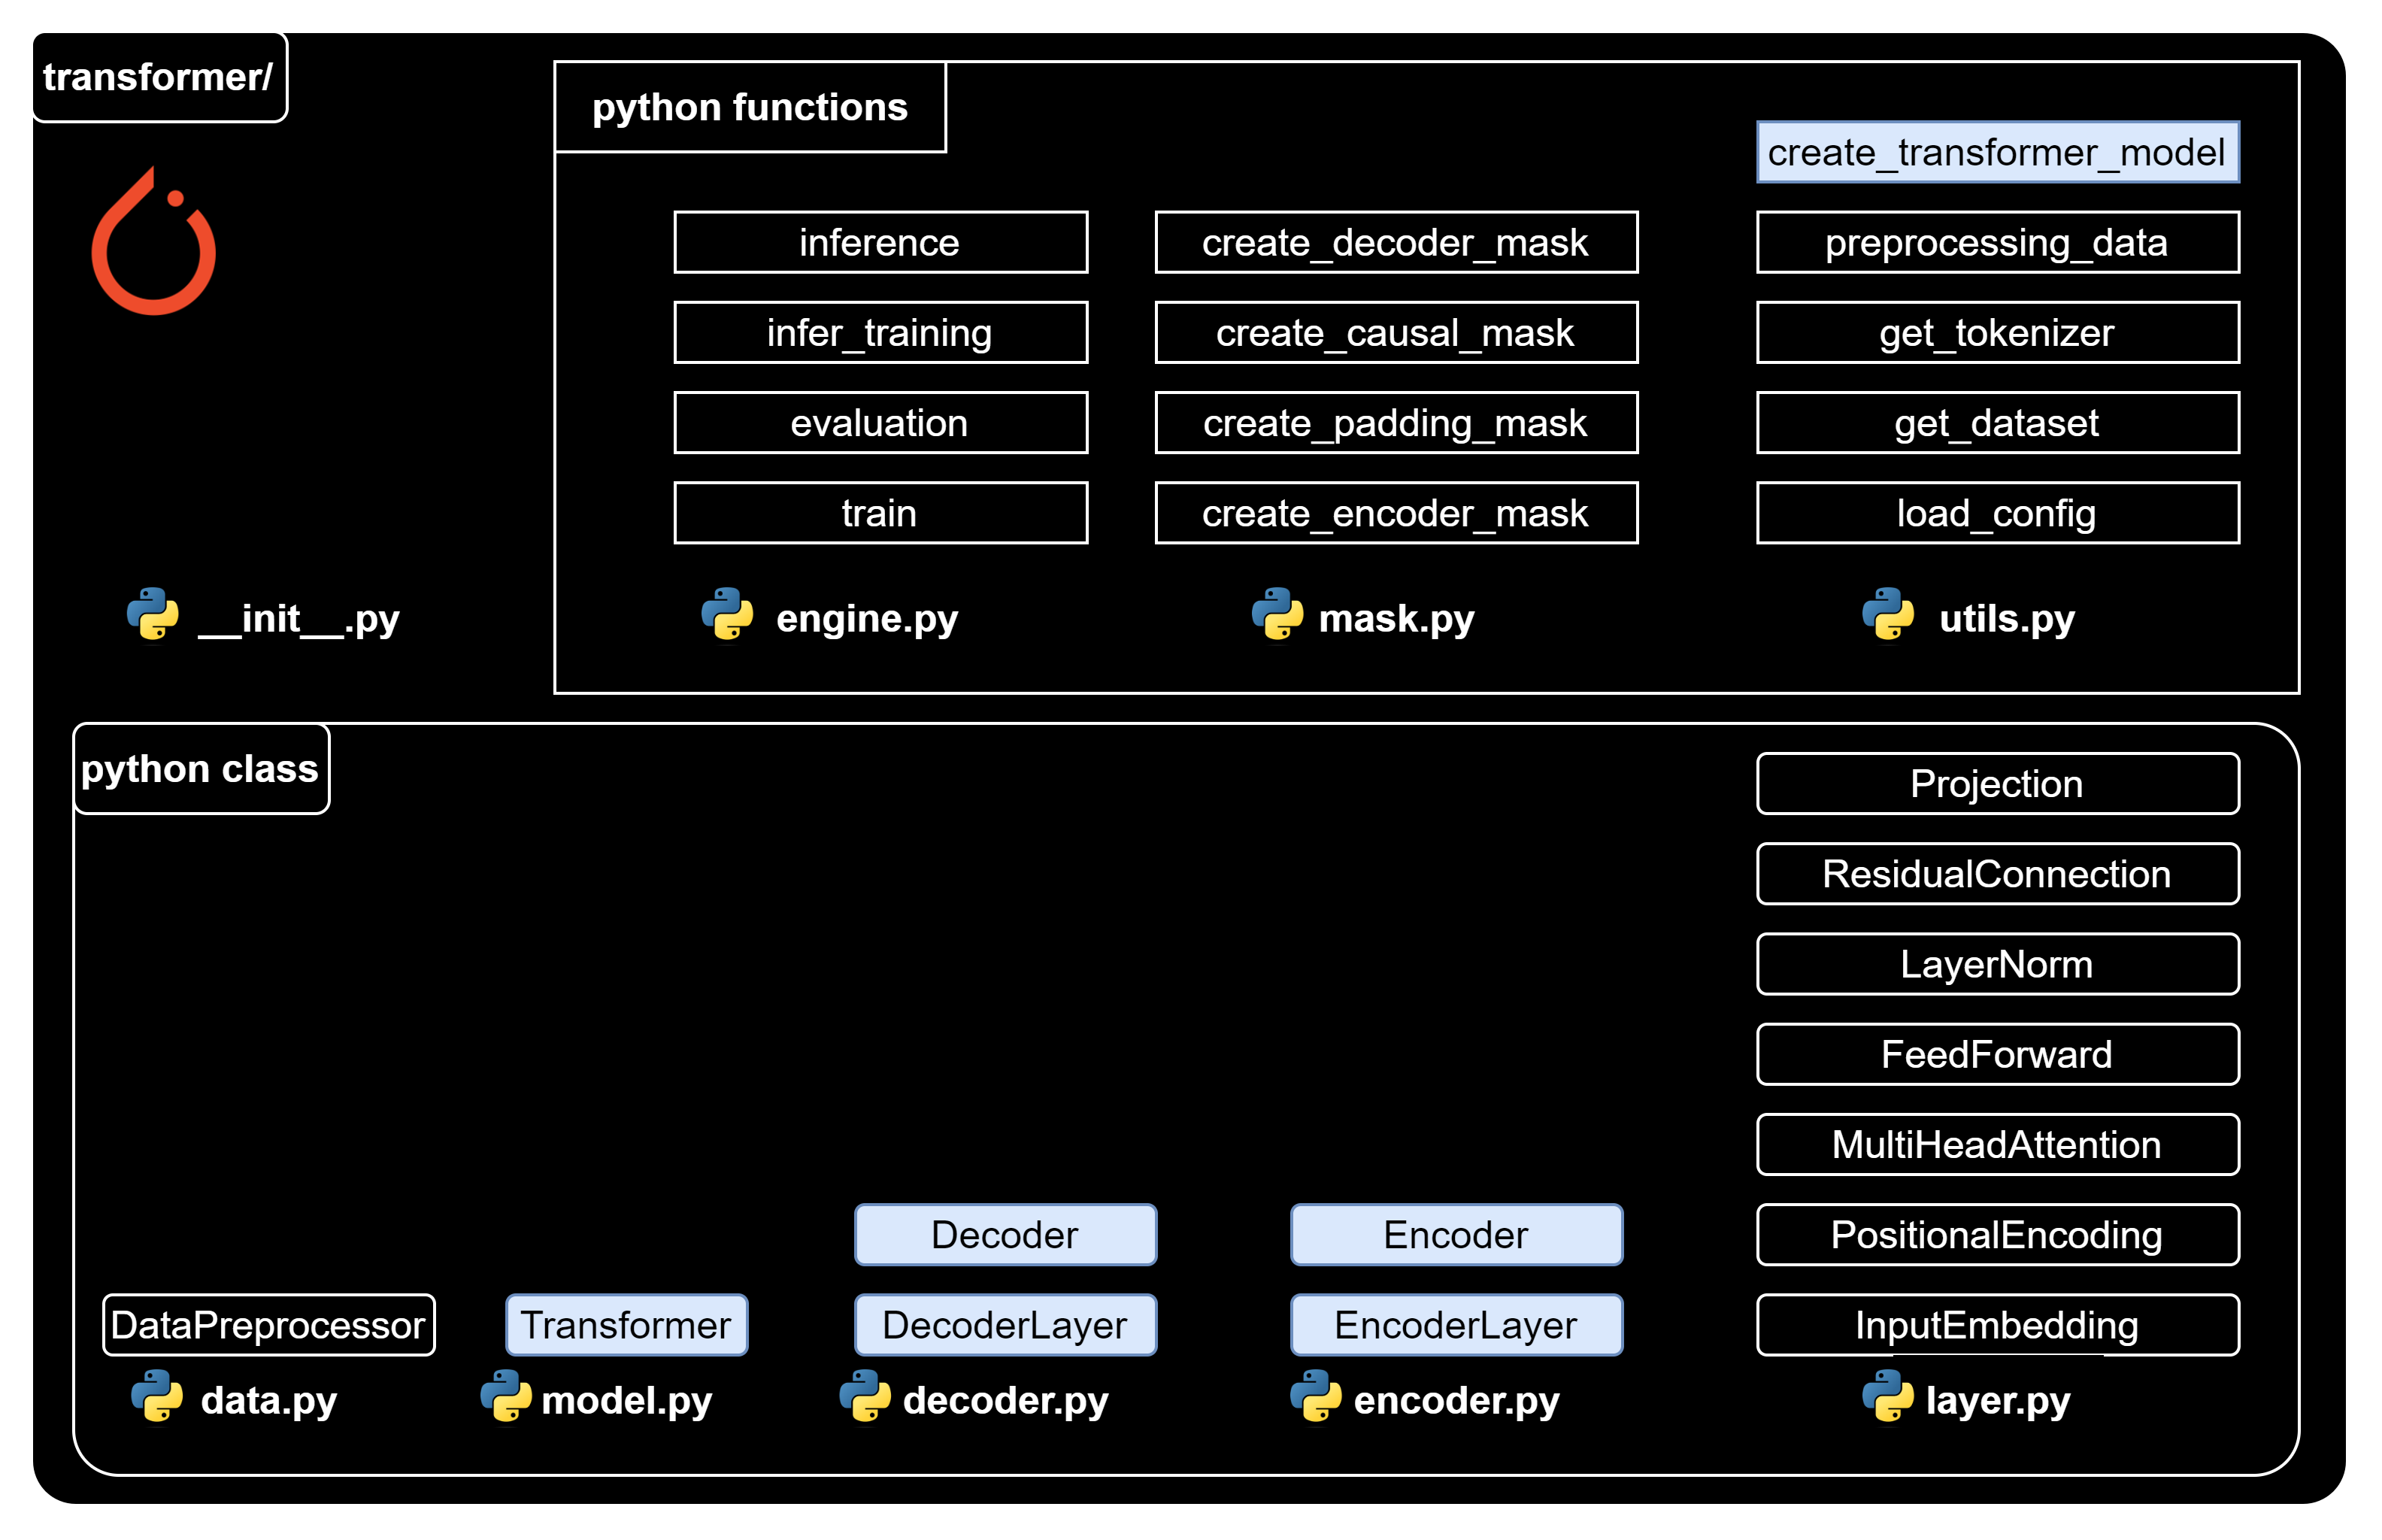 transformer/
python functions
create_transformer_model
inference
create_decoder_mask
preprocessing_data
infer_training
create_causal_mask
get_tokenizer
evaluation
create_padding_mask
get_dataset
train
create_encoder_mask
load_config
__init__.py
engine.py
mask.py
utils.py
python class
Projection
ResidualConnection
LayerNorm
FeedForward
MultiHeadAttention
Decoder
Encoder
PositionalEncoding
DataPreprocessor
Transformer
DecoderLayer
EncoderLayer
InputEmbedding
data.py
model.py
decoder.py
encoder.py
layer.py